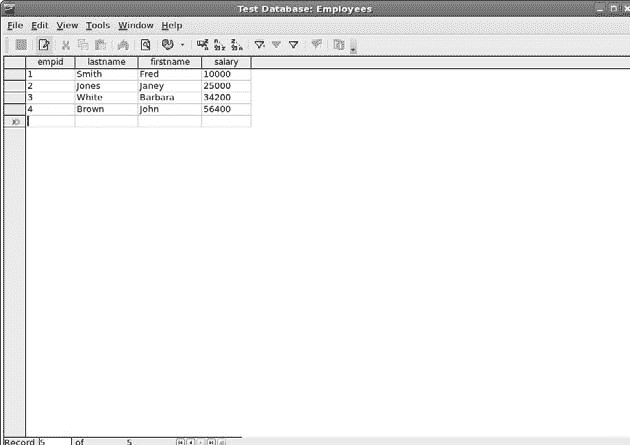 Test Database: Employees
File Edit View Tools Window Help
empid lastname firstname salary
1 Smith Fred 10000
2 Jones Janey 25000
3 White Barbara 34200
4 Brown John 56400
Record 5 of 5